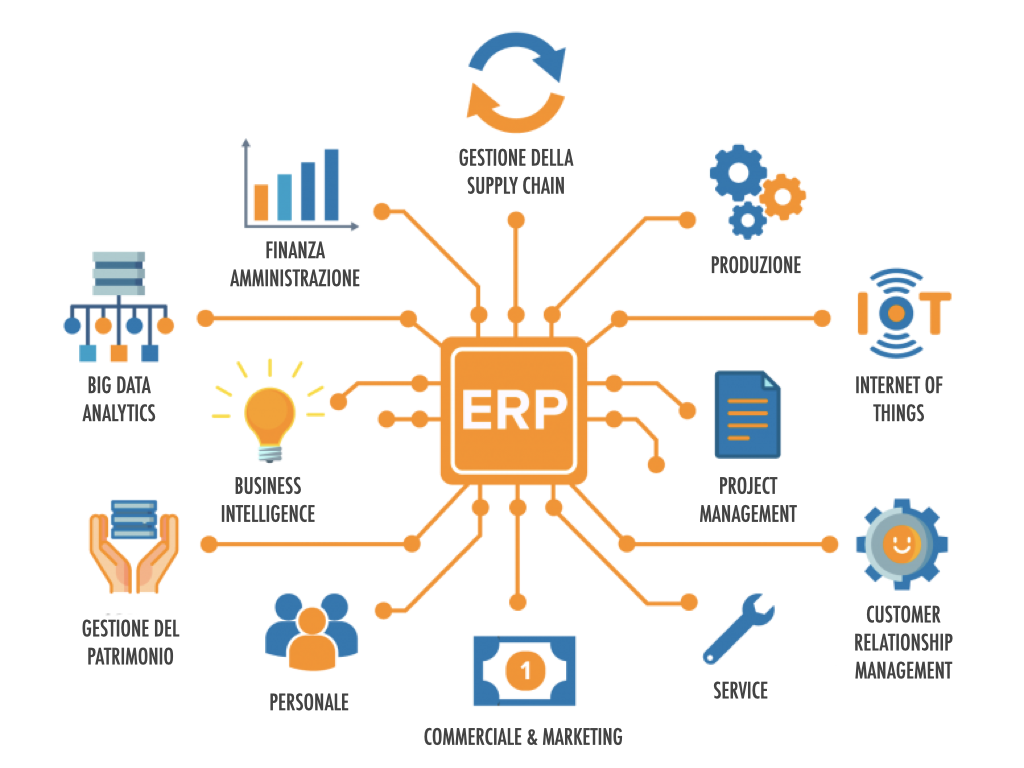 GESTIONE DELLA
SUPPLY CHAIN
FINANZA
AMMINISTRAZIONE
PRODUZIONE
BIG DATA
ANALYTICS
IOT
INTERNET OF
THINGS
ERP
BUSINESS
INTELLIGENCE
PROJECT
MANAGEMENT
GESTIONE DEL
PATRIMONIO
PERSONALE
1
COMMERCIALE & MARKETING
SERVICE
CUSTOMER
RELATIONSHIP
MANAGEMENT